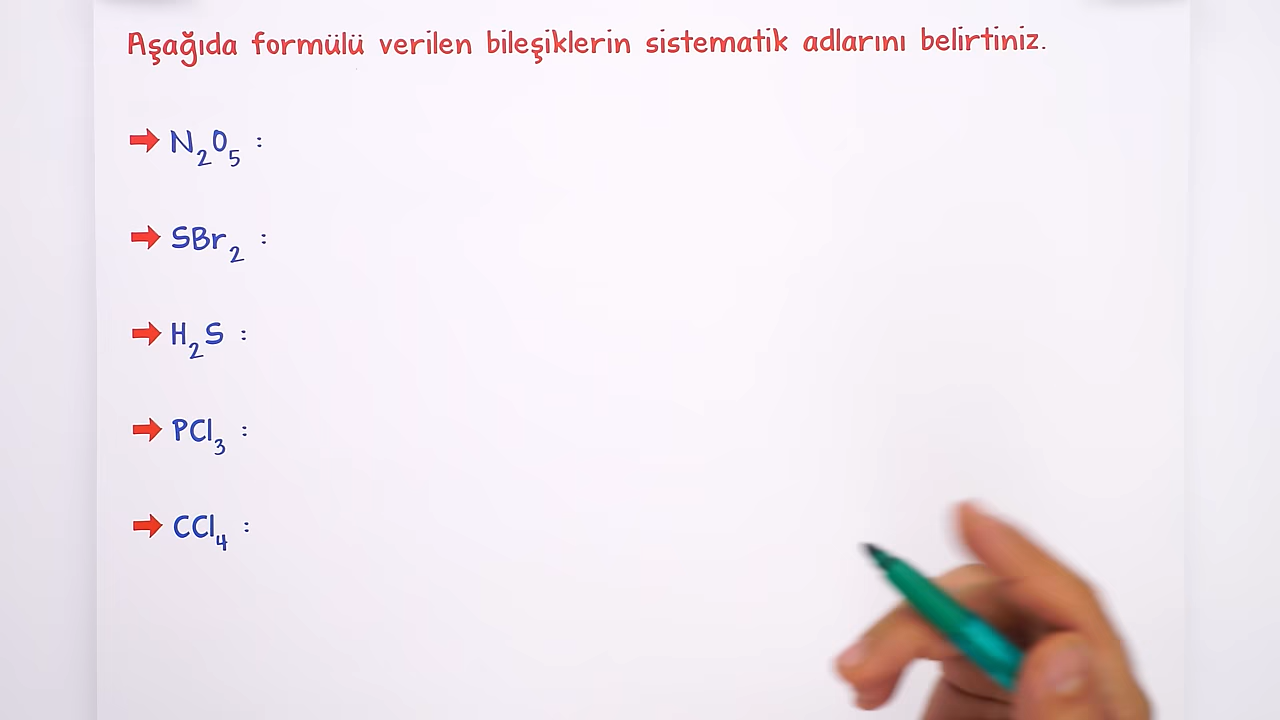 Aşağıda formülü verilen bileşiklerin sistematik adlarını belirtiniz.
➡ N₂O₅ :
➡ SBr₂ :
➡ H₂S :
➡ PCl₃ :
➡ CCl₄ :